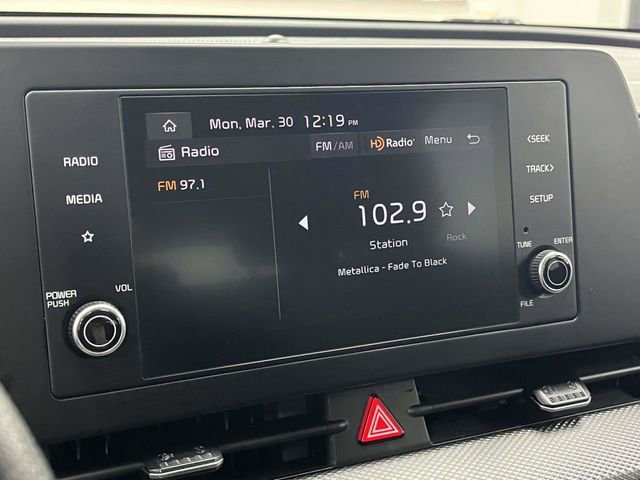 Mon, Mar. 30 12:19 PM
Radio FM/AM HD Radio Menu
FM 97.1
FM
102.9
Station Rock
Metallica - Fade To Black
RADIO
MEDIA
POWER
PUSH
VOL
<SEEK
TRACK>
SETUP
TUNE
ENTER
FILE